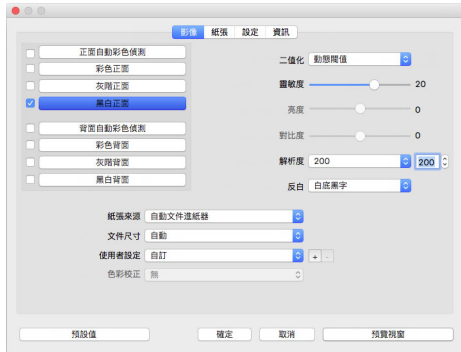 影像 紙張 設定 資訊
正面自動彩色偵測
彩色正面
灰階正面
黑白正面
背面自動彩色偵測
彩色背面
灰階背面
黑白背面
二值化 動態閥值
靈敏度 20
亮度 0
對比度 0
解析度 200 200
反白 白底黑字
紙張來源 自動文件進紙器
文件尺寸 自動
使用者設定 自訂 + -
色彩校正 無
預設值 確定 取消 預覽視窗